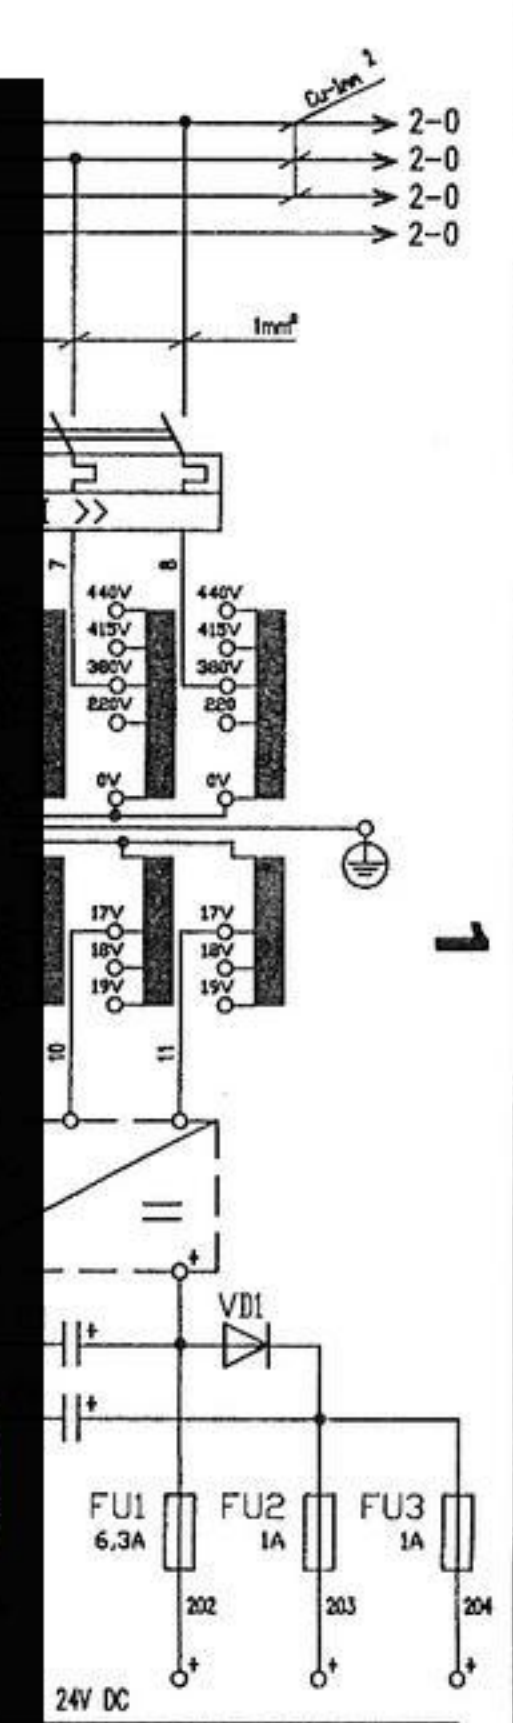 2-0
2-0
2-0
2-0
1mm²
7 8
440V 440V
415V 415V
380V 380V
220V 220
0V 0V
17V 17V
18V 18V
19V 19V
10 11
=
+
VD1
+
+
FU1 FU2 FU3
6,3A 1A 1A
202 203 204
+ + +
24V DC
1